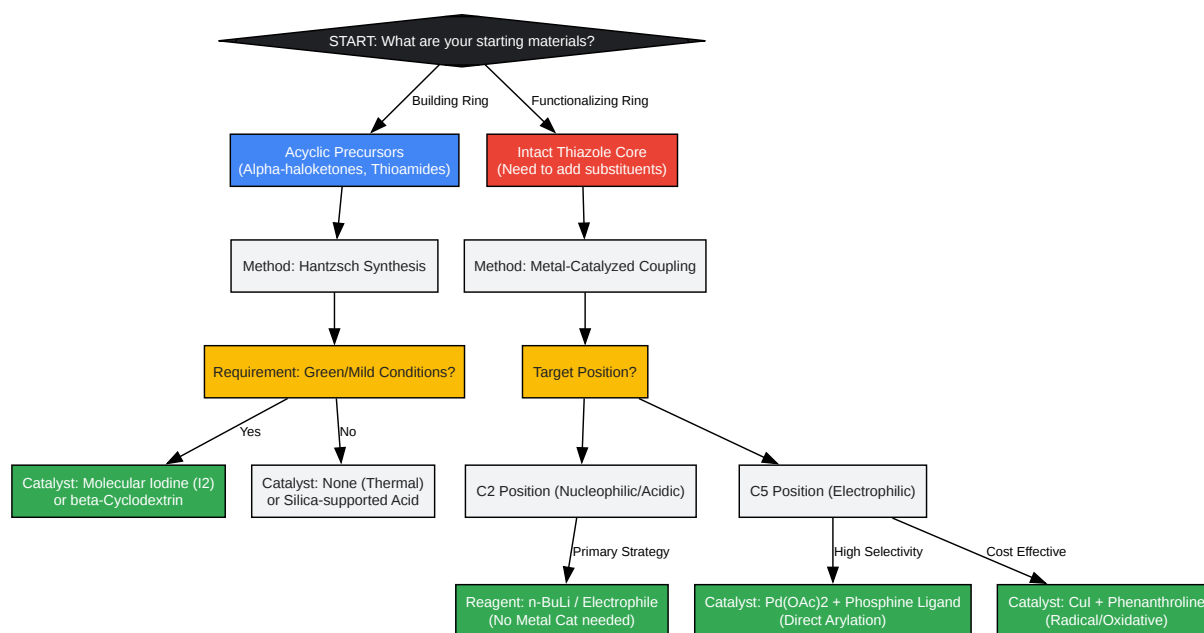 START: What are your starting materials?
Building Ring
Functionalizing Ring
Acyclic Precursors
(Alpha-haloketones, Thioamides)
Intact Thiazole Core
(Need to add substituents)
Method: Hantzsch Synthesis
Method: Metal-Catalyzed Coupling
Requirement: Green/Mild Conditions?
Target Position?
Yes
No
Catalyst: Molecular Iodine (I2)
or beta-Cyclodextrin
Catalyst: None (Thermal)
or Silica-supported Acid
C2 Position (Nucleophilic/Acidic)
C5 Position (Electrophilic)
Primary Strategy
High Selectivity
Cost Effective
Reagent: n-BuLi / Electrophile
(No Metal Cat needed)
Catalyst: Pd(OAc)2 + Phosphine Ligand
(Direct Arylation)
Catalyst: CuI + Phenanthroline
(Radical/Oxidative)